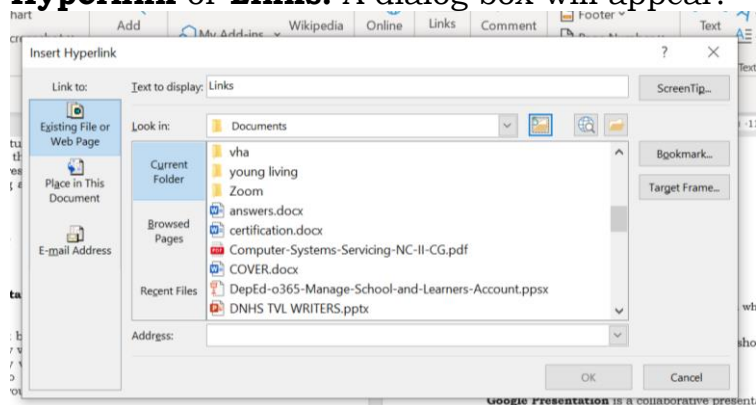 Hyperlink or Links. A dialog box will appear.
hart
Add
My Add-ins
Wikipedia
Online
Links
Comment
Footer
Text
Insert Hyperlink
? X
Link to:
Text to display: Links
ScreenTip...
Existing File or
Web Page
Look in: Documents
Place in This
Document
E-mail Address
Current
Folder
Browsed
Pages
Recent Files
vha
young living
Zoom
answers.docx
certification.docx
Computer-Systems-Servicing-NC-II-CG.pdf
COVER.docx
DepEd-o365-Manage-School-and-Learners-Account.ppsx
DNHS TVL WRITERS.pptx
Bookmark...
Target Frame...
Address:
OK
Cancel
Google Presentation is a collaborative present